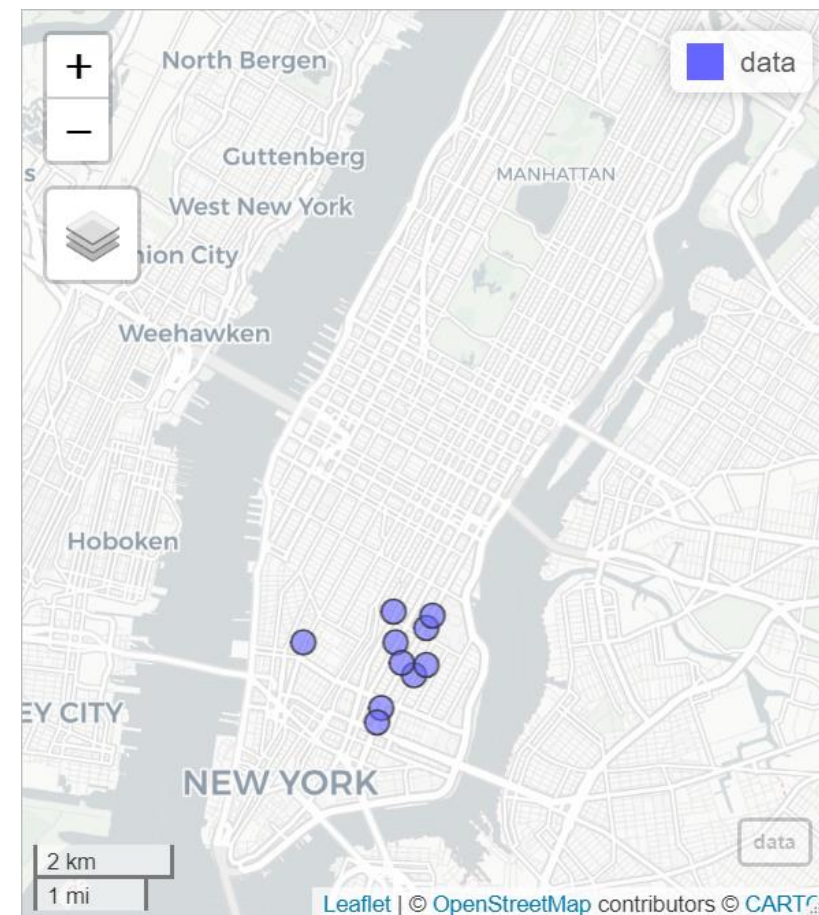 +
North Bergen
data
−
Guttenberg
s
MANHATTAN
West New York
nion City
Weehawken
Hoboken
EY CITY
NEW YORK
data
2 km
1 mi
Leaflet | © OpenStreetMap contributors © CARTO